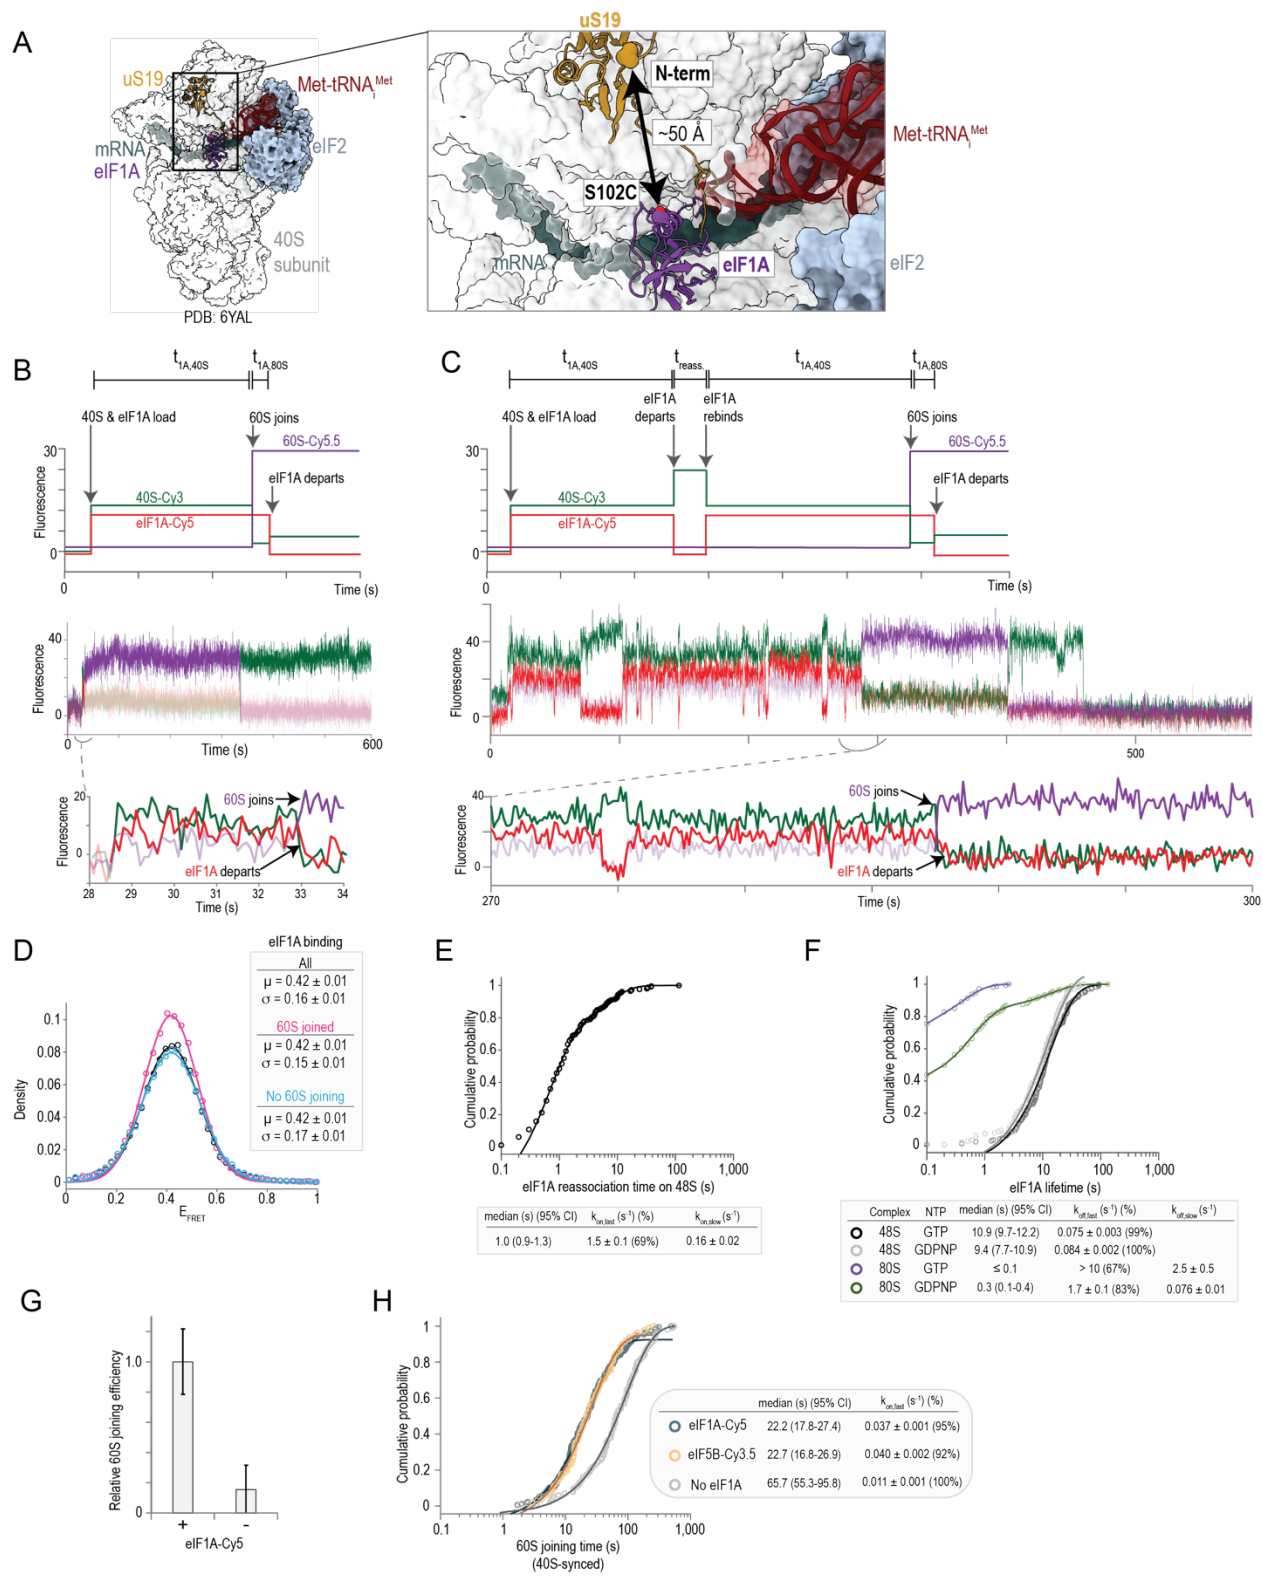 A
uS19
Met-tRNAiMet
mRNA
eIF1A
eIF2
40S
subunit
PDB: 6YAL
uS19
N-term
~50 Å
S102C
Met-tRNAiMet
mRNA
eIF1A
eIF2
B
t1A,40S
t1A,80S
40S & eIF1A load
60S joins
60S-Cy5.5
eIF1A departs
40S-Cy3
eIF1A-Cy5
Fluorescence
30
0
0
Time (s)
Fluorescence
40
0
0
Time (s)
600
Fluorescence
20
0
60S joins
eIF1A departs
28 29 30 31 32 33 34
Time (s)
C
t1A,40S
treass.
t1A,40S
t1A,80S
40S & eIF1A load
eIF1A
departs
eIF1A
rebinds
60S joins
60S-Cy5.5
eIF1A departs
40S-Cy3
eIF1A-Cy5
Fluorescence
30
0
0
Time (s)
Fluorescence
40
0
0
500
Fluorescence
40
0
60S joins
eIF1A departs
270
Time (s)
300
D
eIF1A binding
All
μ = 0.42 ± 0.01
σ = 0.16 ± 0.01
60S joined
μ = 0.42 ± 0.01
σ = 0.15 ± 0.01
No 60S joining
μ = 0.42 ± 0.01
σ = 0.17 ± 0.01
Density
0.1
0.08
0.06
0.04
0.02
0
0 0.2 0.4 0.6 0.8 1
EFRET
E
Cumulative probability
1
0.8
0.6
0.4
0.2
0
0.1 1 10 100 1,000
eIF1A reassociation time on 48S (s)
median (s) (95% CI) kon,fast (s-1) (%) kon,slow (s-1)
1.0 (0.9-1.3) 1.5 ± 0.1 (69%) 0.16 ± 0.02
F
Cumulative probability
1
0.8
0.6
0.4
0.2
0
0.1 1 10 100 1,000
eIF1A lifetime (s)
Complex NTP median (s) (95% CI) koff,fast (s-1) (%) koff,slow (s-1)
48S GTP 10.9 (9.7-12.2) 0.075 ± 0.003 (99%)
48S GDPNP 9.4 (7.7-10.9) 0.084 ± 0.002 (100%)
80S GTP ≤ 0.1 > 10 (67%) 2.5 ± 0.5
80S GDPNP 0.3 (0.1-0.4) 1.7 ± 0.1 (83%) 0.076 ± 0.01
G
Relative 60S joining efficiency
1.0
0
+ -
eIF1A-Cy5
H
Cumulative probability
1
0.8
0.6
0.4
0.2
0
1 10 100 1,000
60S joining time (s)
(40S-synced)
median (s) (95% CI) kon,fast (s-1) (%)
eIF1A-Cy5 22.2 (17.8-27.4) 0.037 ± 0.001 (95%)
eIF5B-Cy3.5 22.7 (16.8-26.9) 0.040 ± 0.002 (92%)
No eIF1A 65.7 (55.3-95.8) 0.011 ± 0.001 (100%)